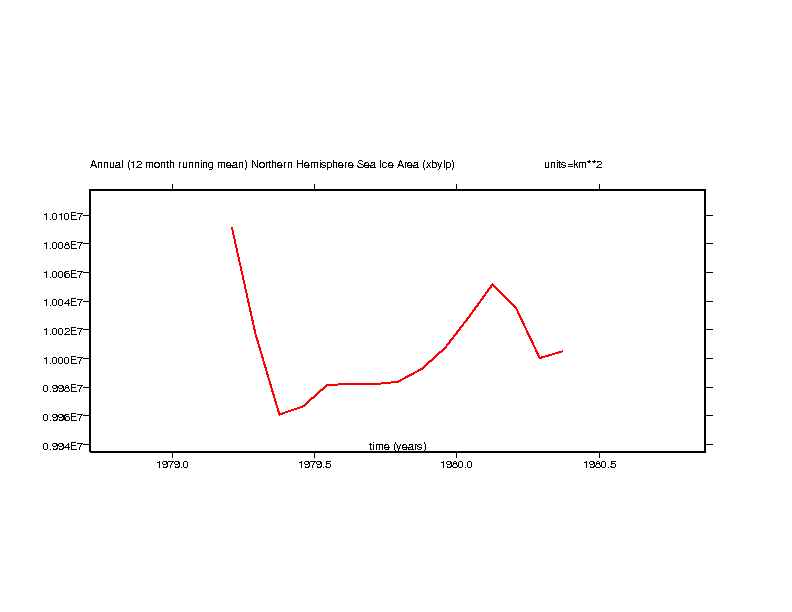 Annual (12 month running mean) Northern Hemisphere Sea Ice Area (xbylp) units=km**2
1.010E7
1.008E7
1.006E7
1.004E7
1.002E7
1.000E7
0.998E7
0.996E7
0.994E7
time (years)
1979.0 1979.5 1980.0 1980.5